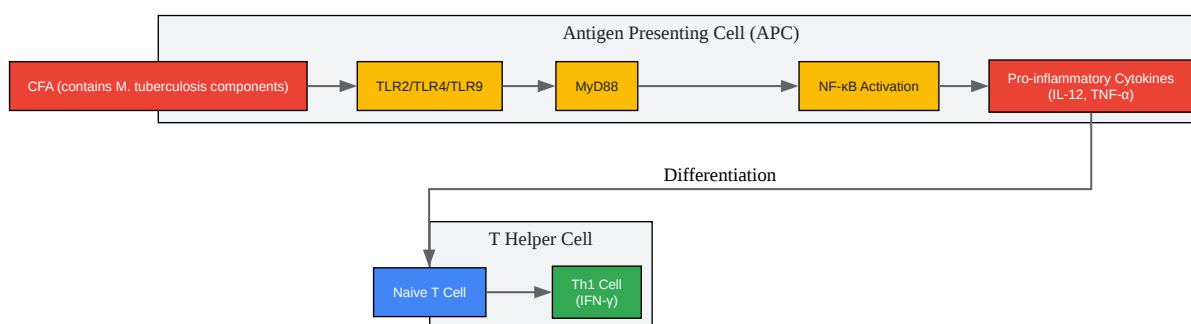 Antigen Presenting Cell (APC)
CFA (contains M. tuberculosis components)
TLR2/TLR4/TLR9
MyD88
NF-κB Activation
Pro-inflammatory Cytokines
(IL-12, TNF-α)
Differentiation
T Helper Cell
Naive T Cell
Th1 Cell
(IFN-γ)